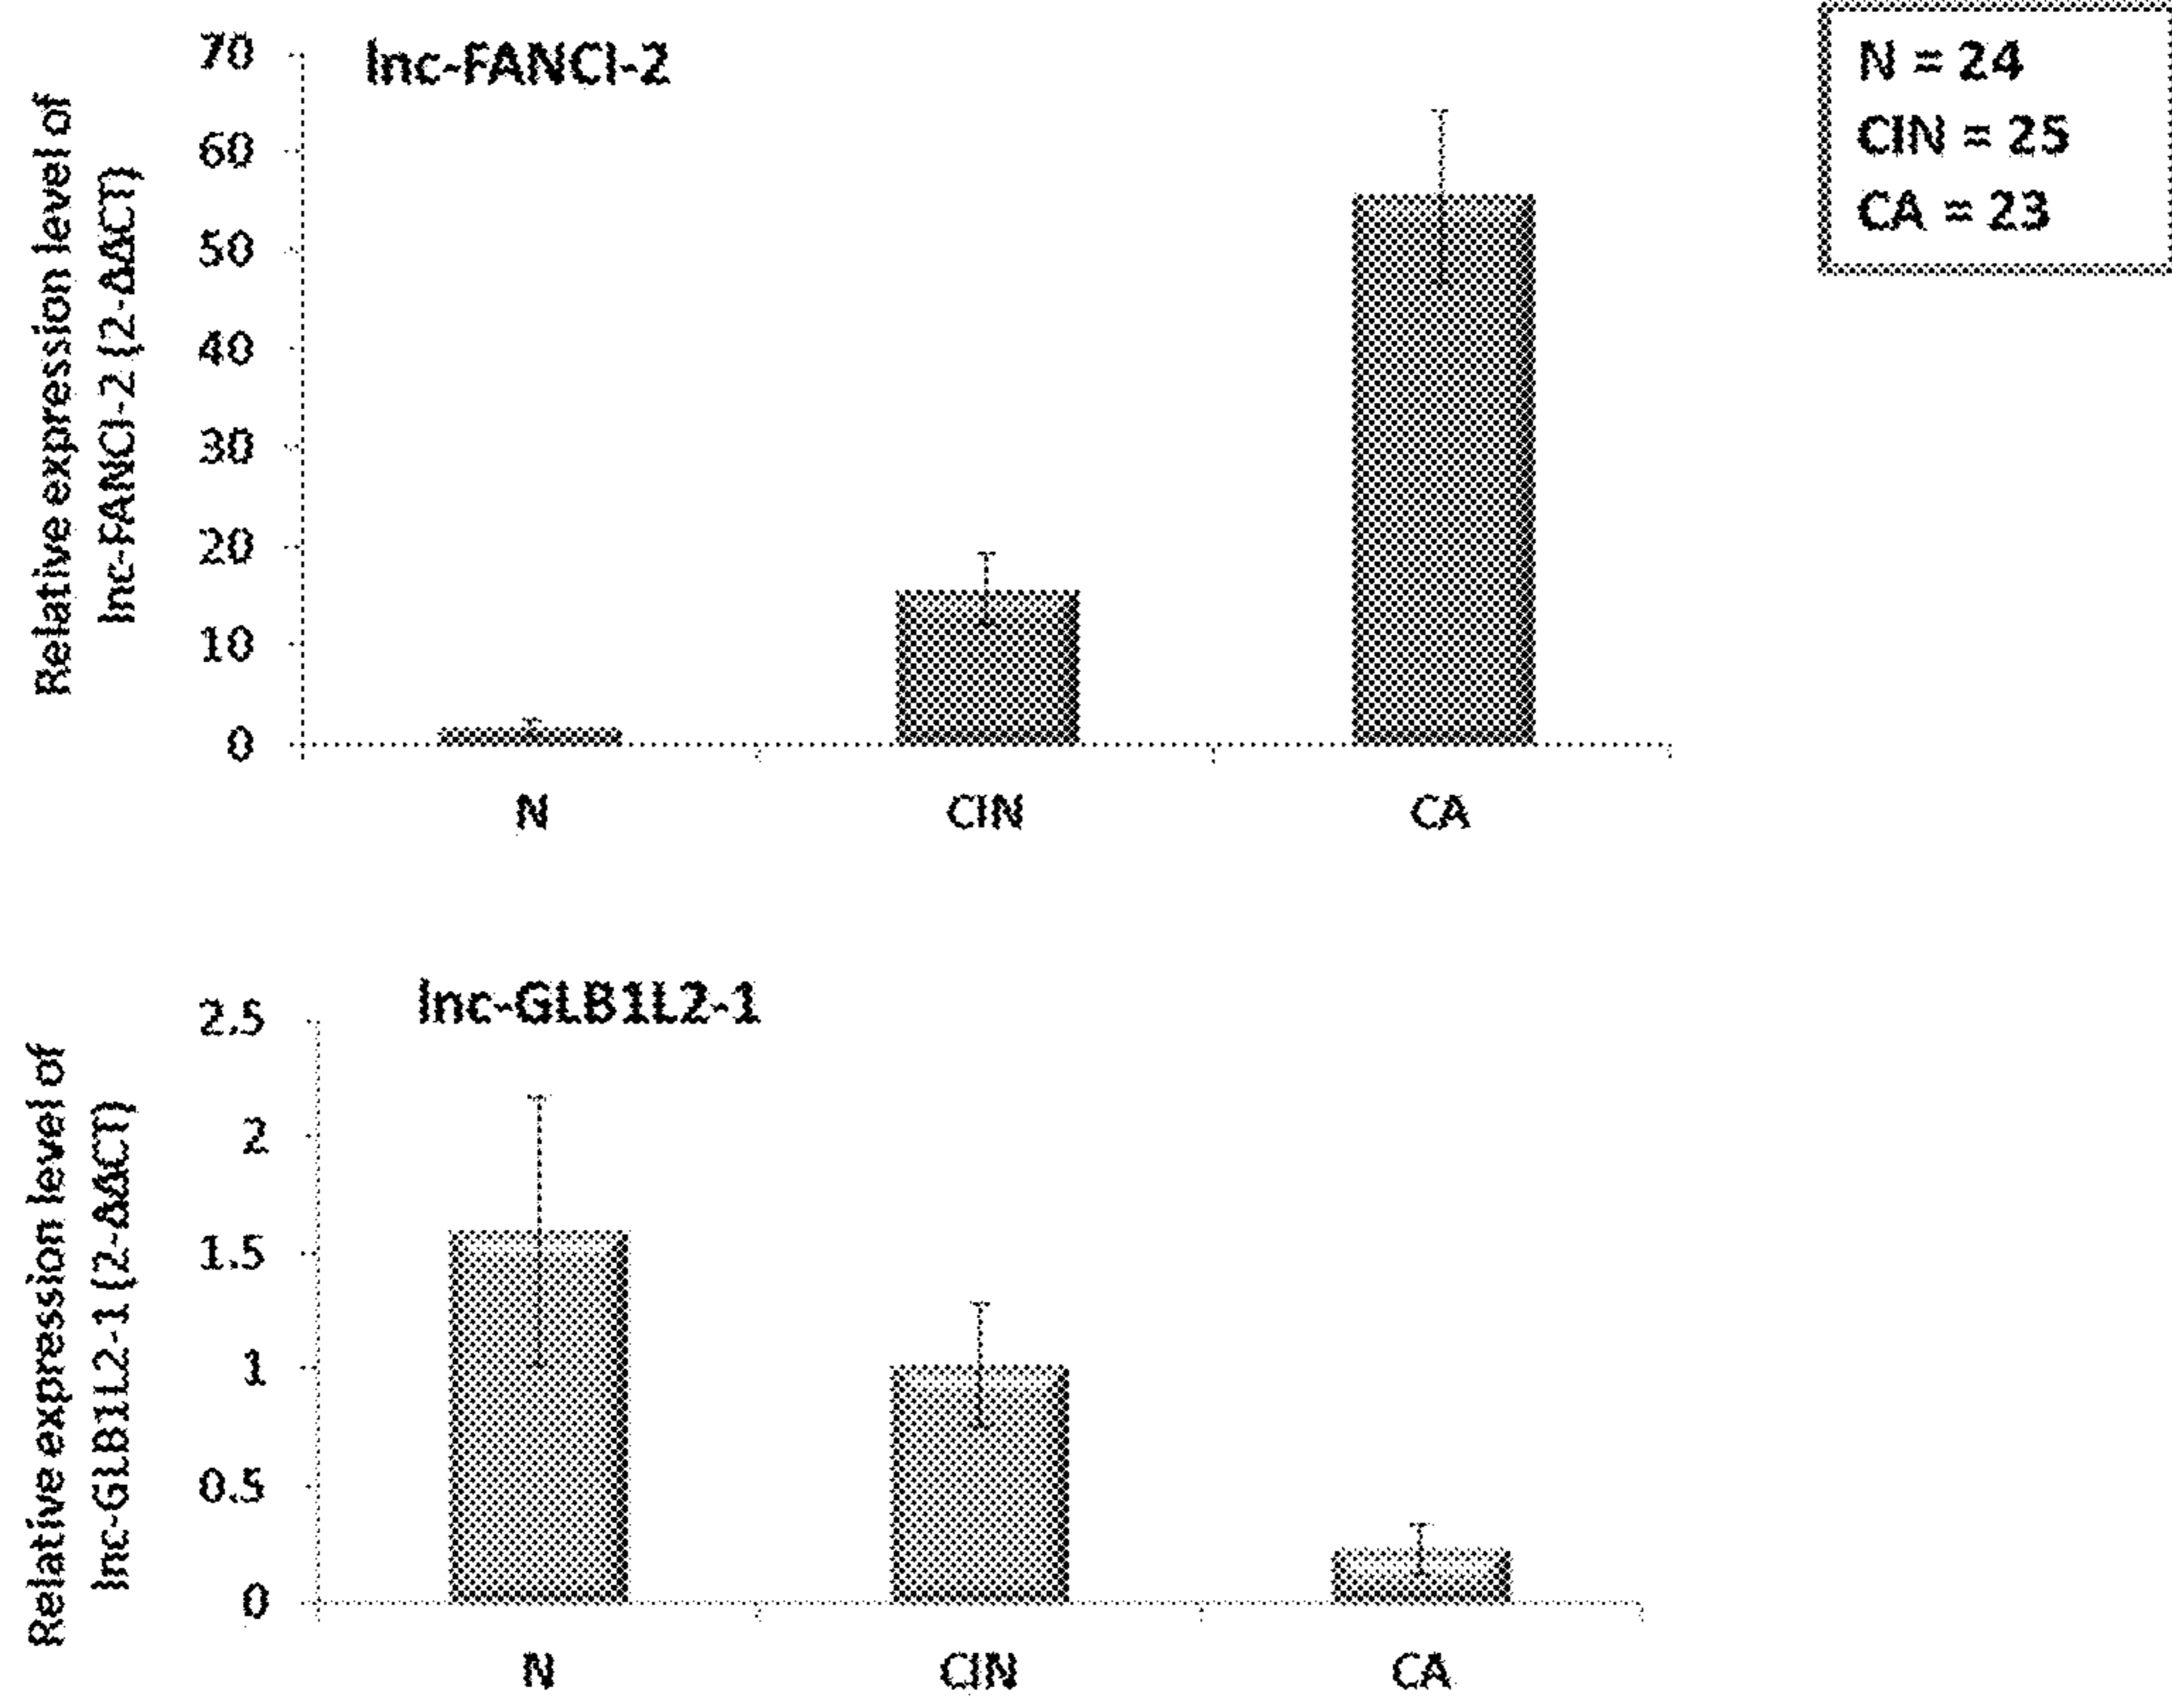 lnc-FANCI-2
Relative expression level of
lnc-FANCI-2 (2-ΔΔCT)
70
60
50
40
30
20
10
0
N
CIN
CA
N = 24
CIN = 25
CA = 23
lnc-GLB1L2-1
Relative expression level of
lnc-GLB1L2-1 (2-ΔΔCT)
2.5
2
1.5
1
0.5
0
N
CIN
CA